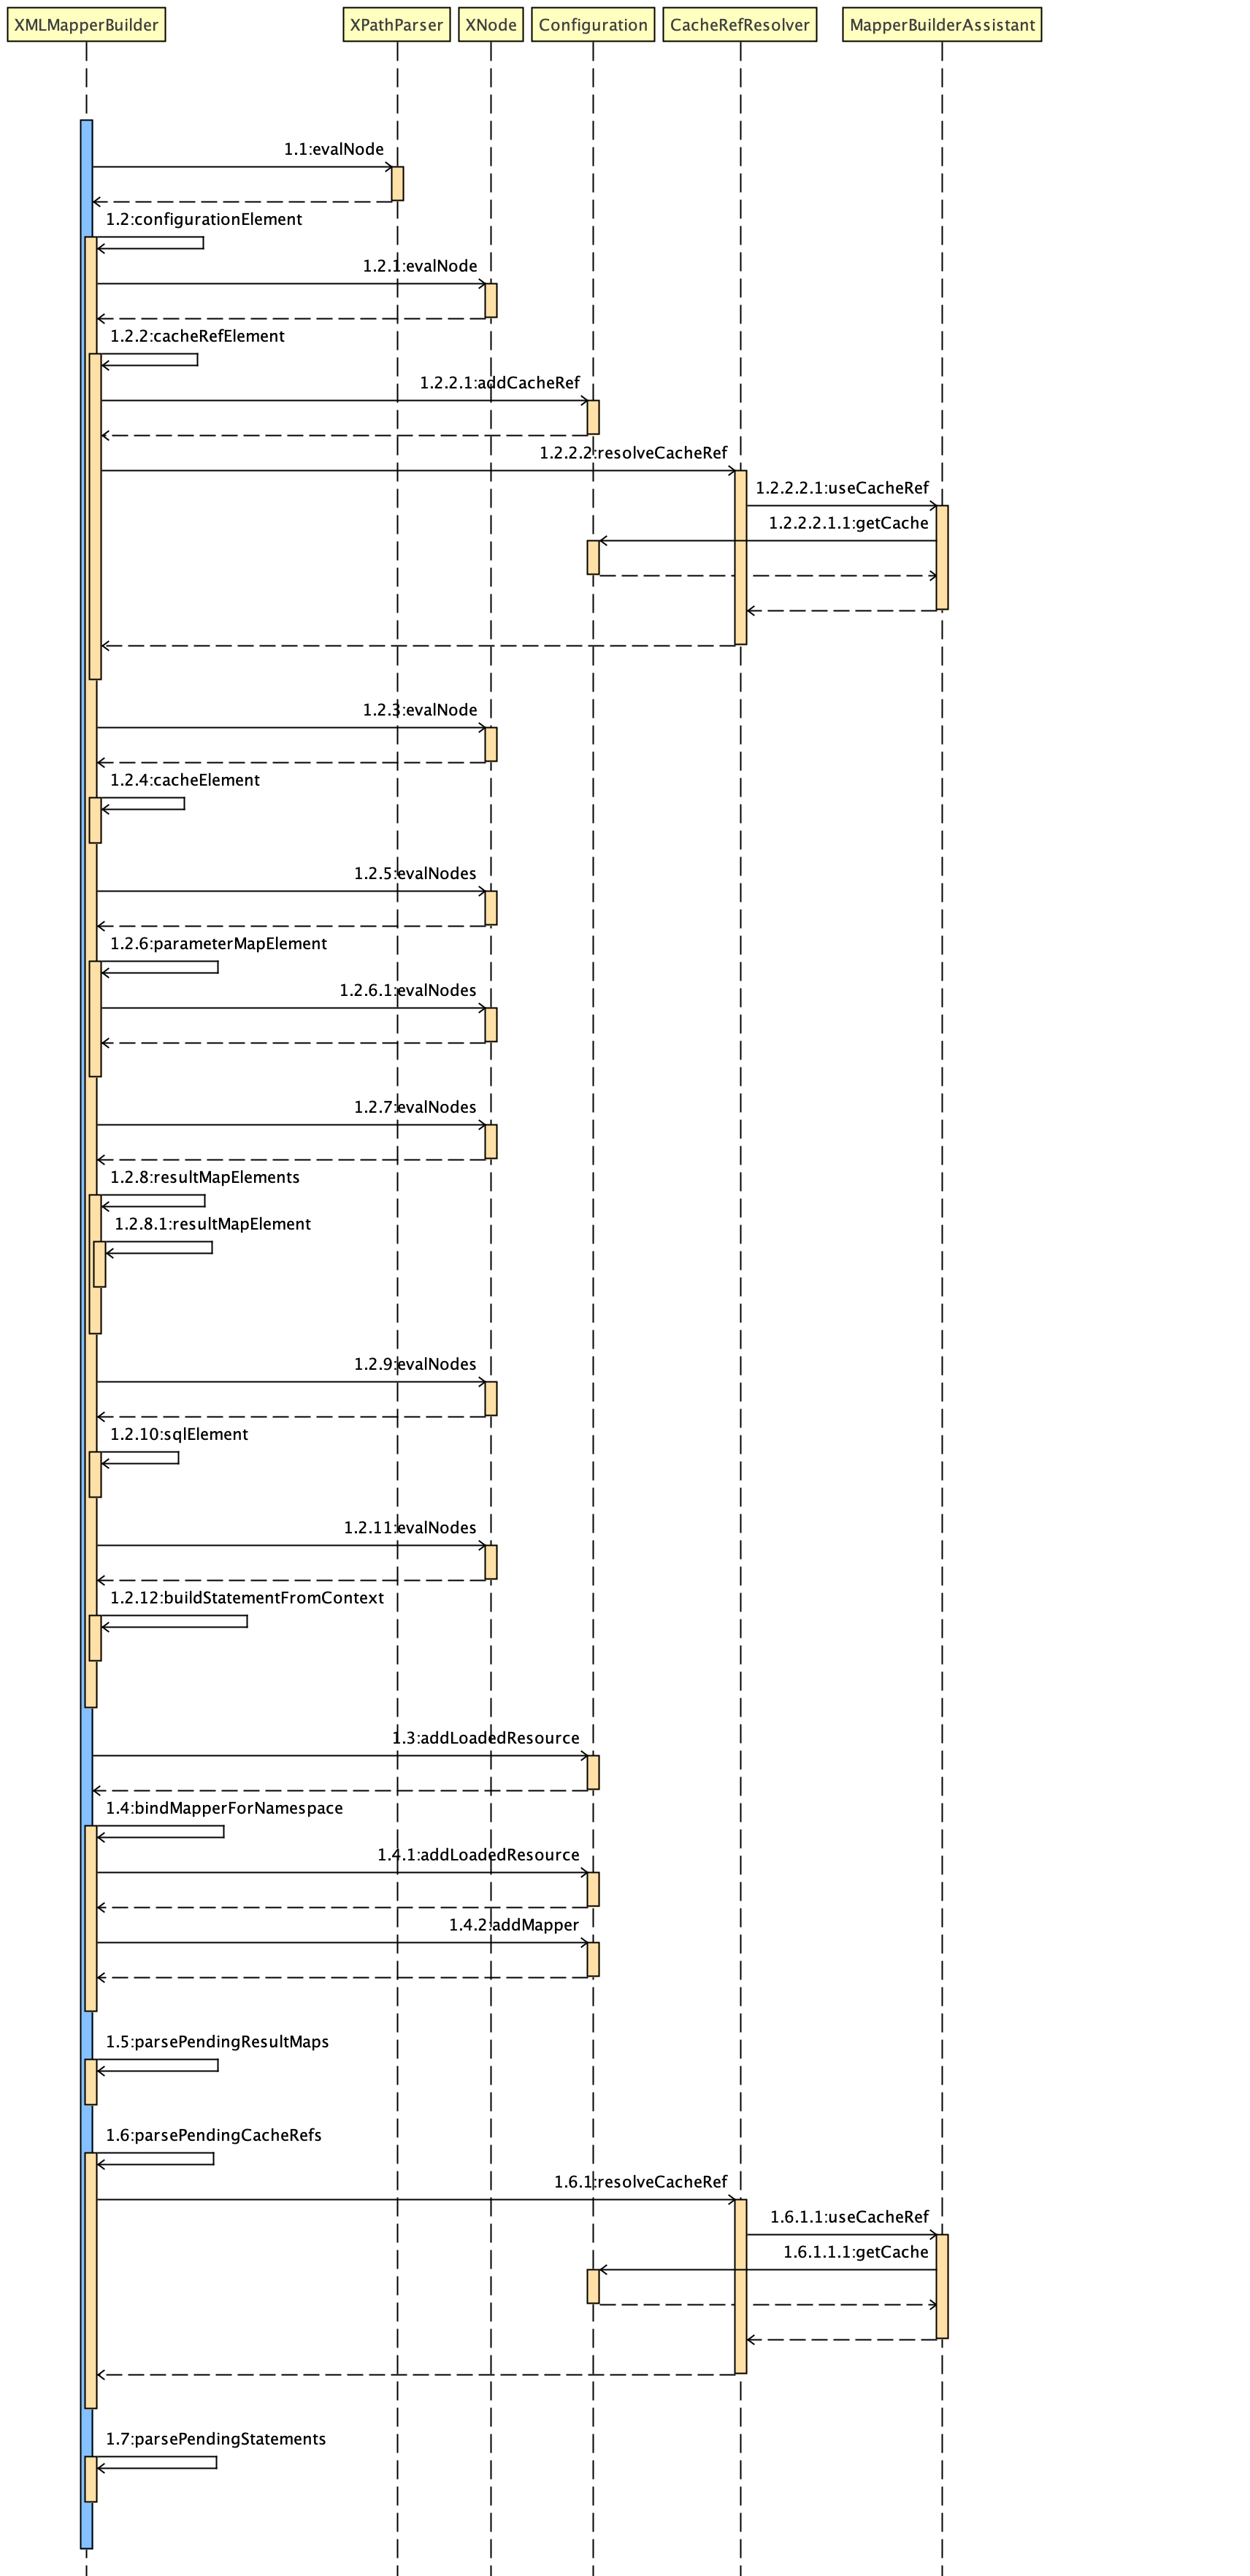 XMLMapperBuilder XPathParser XNode Configuration CacheRefResolver MapperBuilderAssistant
1.1:evalNode
1.2:configurationElement
1.2.1:evalNode
1.2.2:cacheRefElement
1.2.2.1:addCacheRef
1.2.2.2:resolveCacheRef
1.2.2.2.1:useCacheRef
1.2.2.2.1.1:getCache
1.2.3:evalNode
1.2.4:cacheElement
1.2.5:evalNodes
1.2.6:parameterMapElement
1.2.6.1:evalNodes
1.2.7:evalNodes
1.2.8:resultMapElements
1.2.8.1:resultMapElement
1.2.9:evalNodes
1.2.10:sqlElement
1.2.11:evalNodes
1.2.12:buildStatementFromContext
1.3:addLoadedResource
1.4:bindMapperForNamespace
1.4.1:addLoadedResource
1.4.2:addMapper
1.5:parsePendingResultMaps
1.6:parsePendingCacheRefs
1.6.1:resolveCacheRef
1.6.1.1:useCacheRef
1.6.1.1.1:getCache
1.7:parsePendingStatements